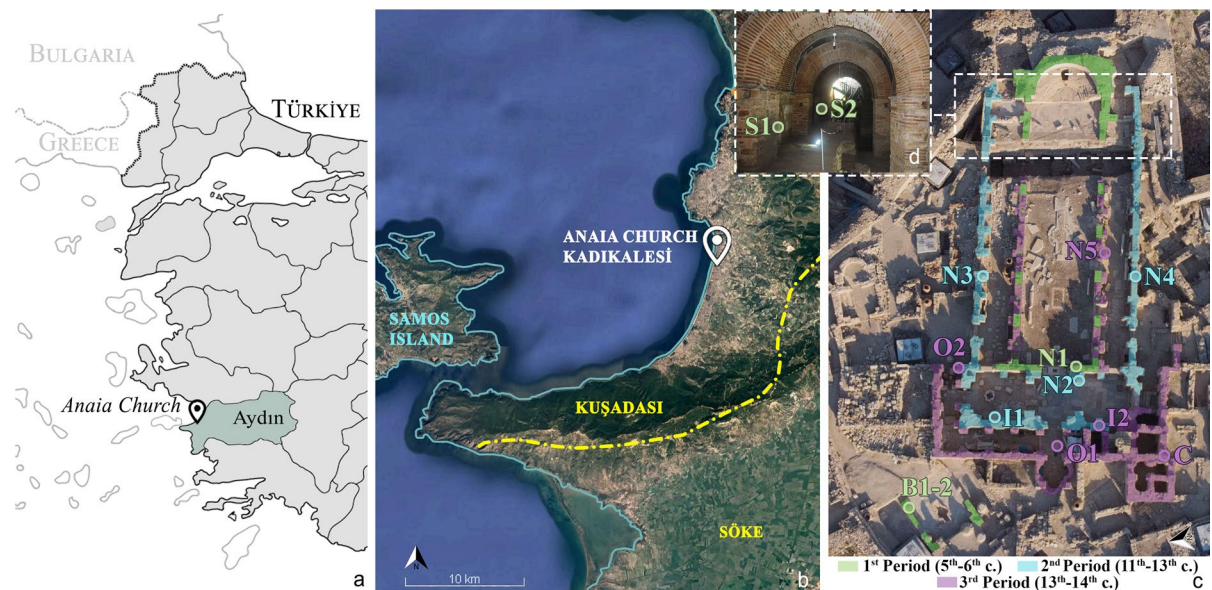 BULGARIA
TÜRKİYE
GREECE
Anaia Church
Aydın
a
ANAIA CHURCH
KADIKALESİ
SAMOS
ISLAND
KUŞADASI
SÖKE
N
10 km
b
S1
S2
d
N5
N3
N4
O2
N1
N2
I1
I2
O1
C
B1-2
1st Period (5th-6th c.)
2nd Period (11th-13th c.)
3rd Period (13th-14th c.)
c